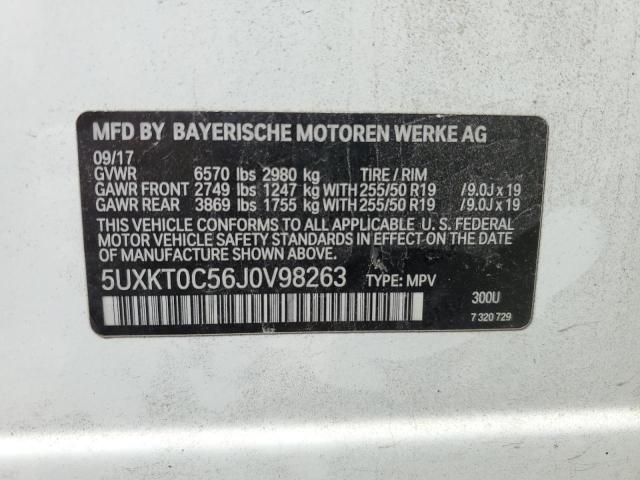 MFD BY BAYERISCHE MOTOREN WERKE AG
09/17
GVWR 6570 lbs 2980 kg TIRE / RIM
GAWR FRONT 2749 lbs 1247 kg WITH 255/50 R19 /9.0J x 19
GAWR REAR 3869 lbs 1755 kg WITH 255/50 R19 /9.0J x 19
THIS VEHICLE CONFORMS TO ALL APPLICABLE U. S. FEDERAL
MOTOR VEHICLE SAFETY STANDARDS IN EFFECT ON THE DATE
OF MANUFACTURE SHOWN ABOVE.
5UXKT0C56J0V98263 TYPE: MPV
300U
7 320 729